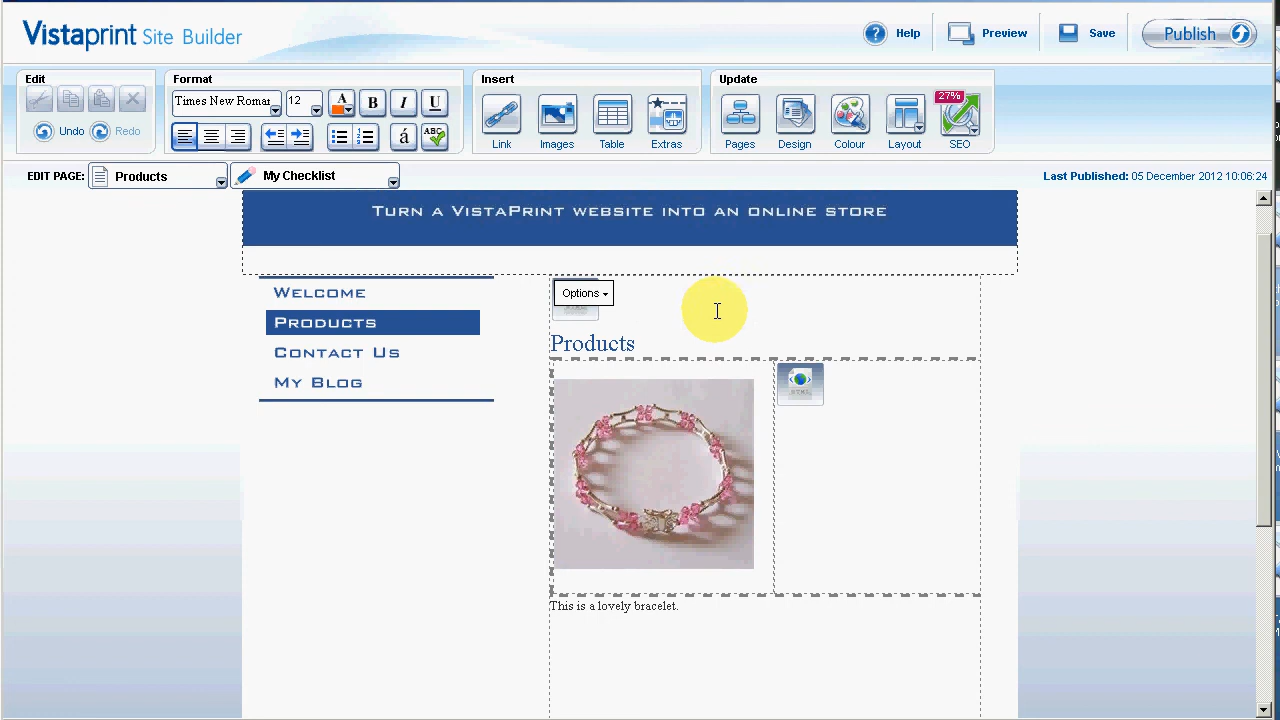 Vistaprint Site Builder
Help
Preview
Save
Publish
Edit
Format
Insert
Update
Times New Roman
12
A
B
I
U
27%
Undo
Redo
á
ABC
Link
Images
Table
Extras
Pages
Design
Colour
Layout
SEO
EDIT PAGE:
Products
My Checklist
Last Published: 05 December 2012 10:06:24
Turn a VistaPrint website into an online store
Welcome
Products
Contact Us
My Blog
Options
Products
HTML
This is a lovely bracelet.